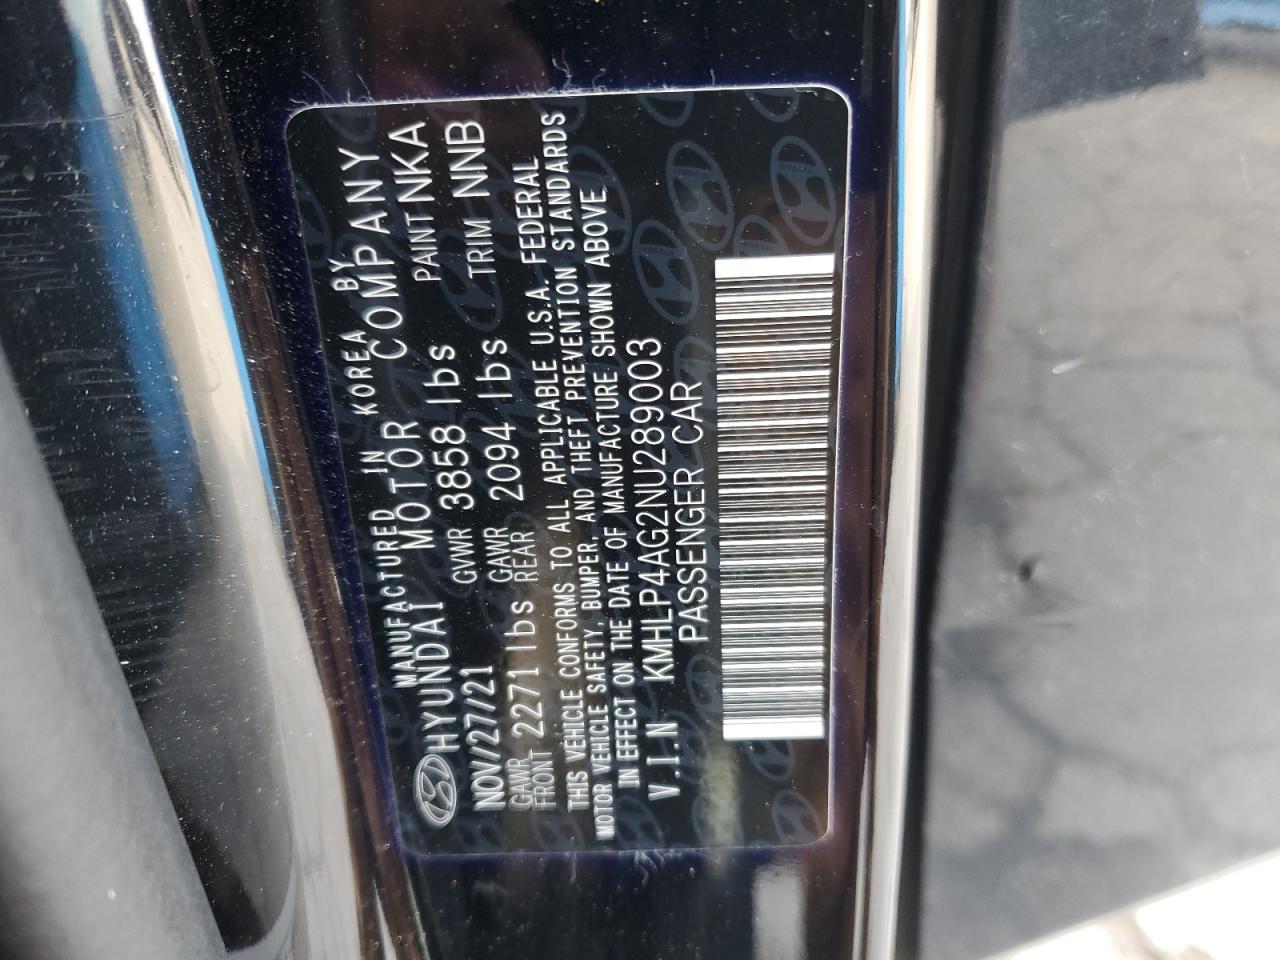 MANUFACTURED IN KOREA BY
HYUNDAI MOTOR COMPANY
NOV/27/21 GVWR 3858 lbs PAINT NKA
GAWR FRONT 2271 lbs GAWR REAR 2094 lbs TRIM NNB
THIS VEHICLE CONFORMS TO ALL APPLICABLE U.S.A. FEDERAL
MOTOR VEHICLE SAFETY, BUMPER, AND THEFT PREVENTION STANDARDS
IN EFFECT ON THE DATE OF MANUFACTURE SHOWN ABOVE
V.I.N KMHLP4AG2NU289003
PASSENGER CAR